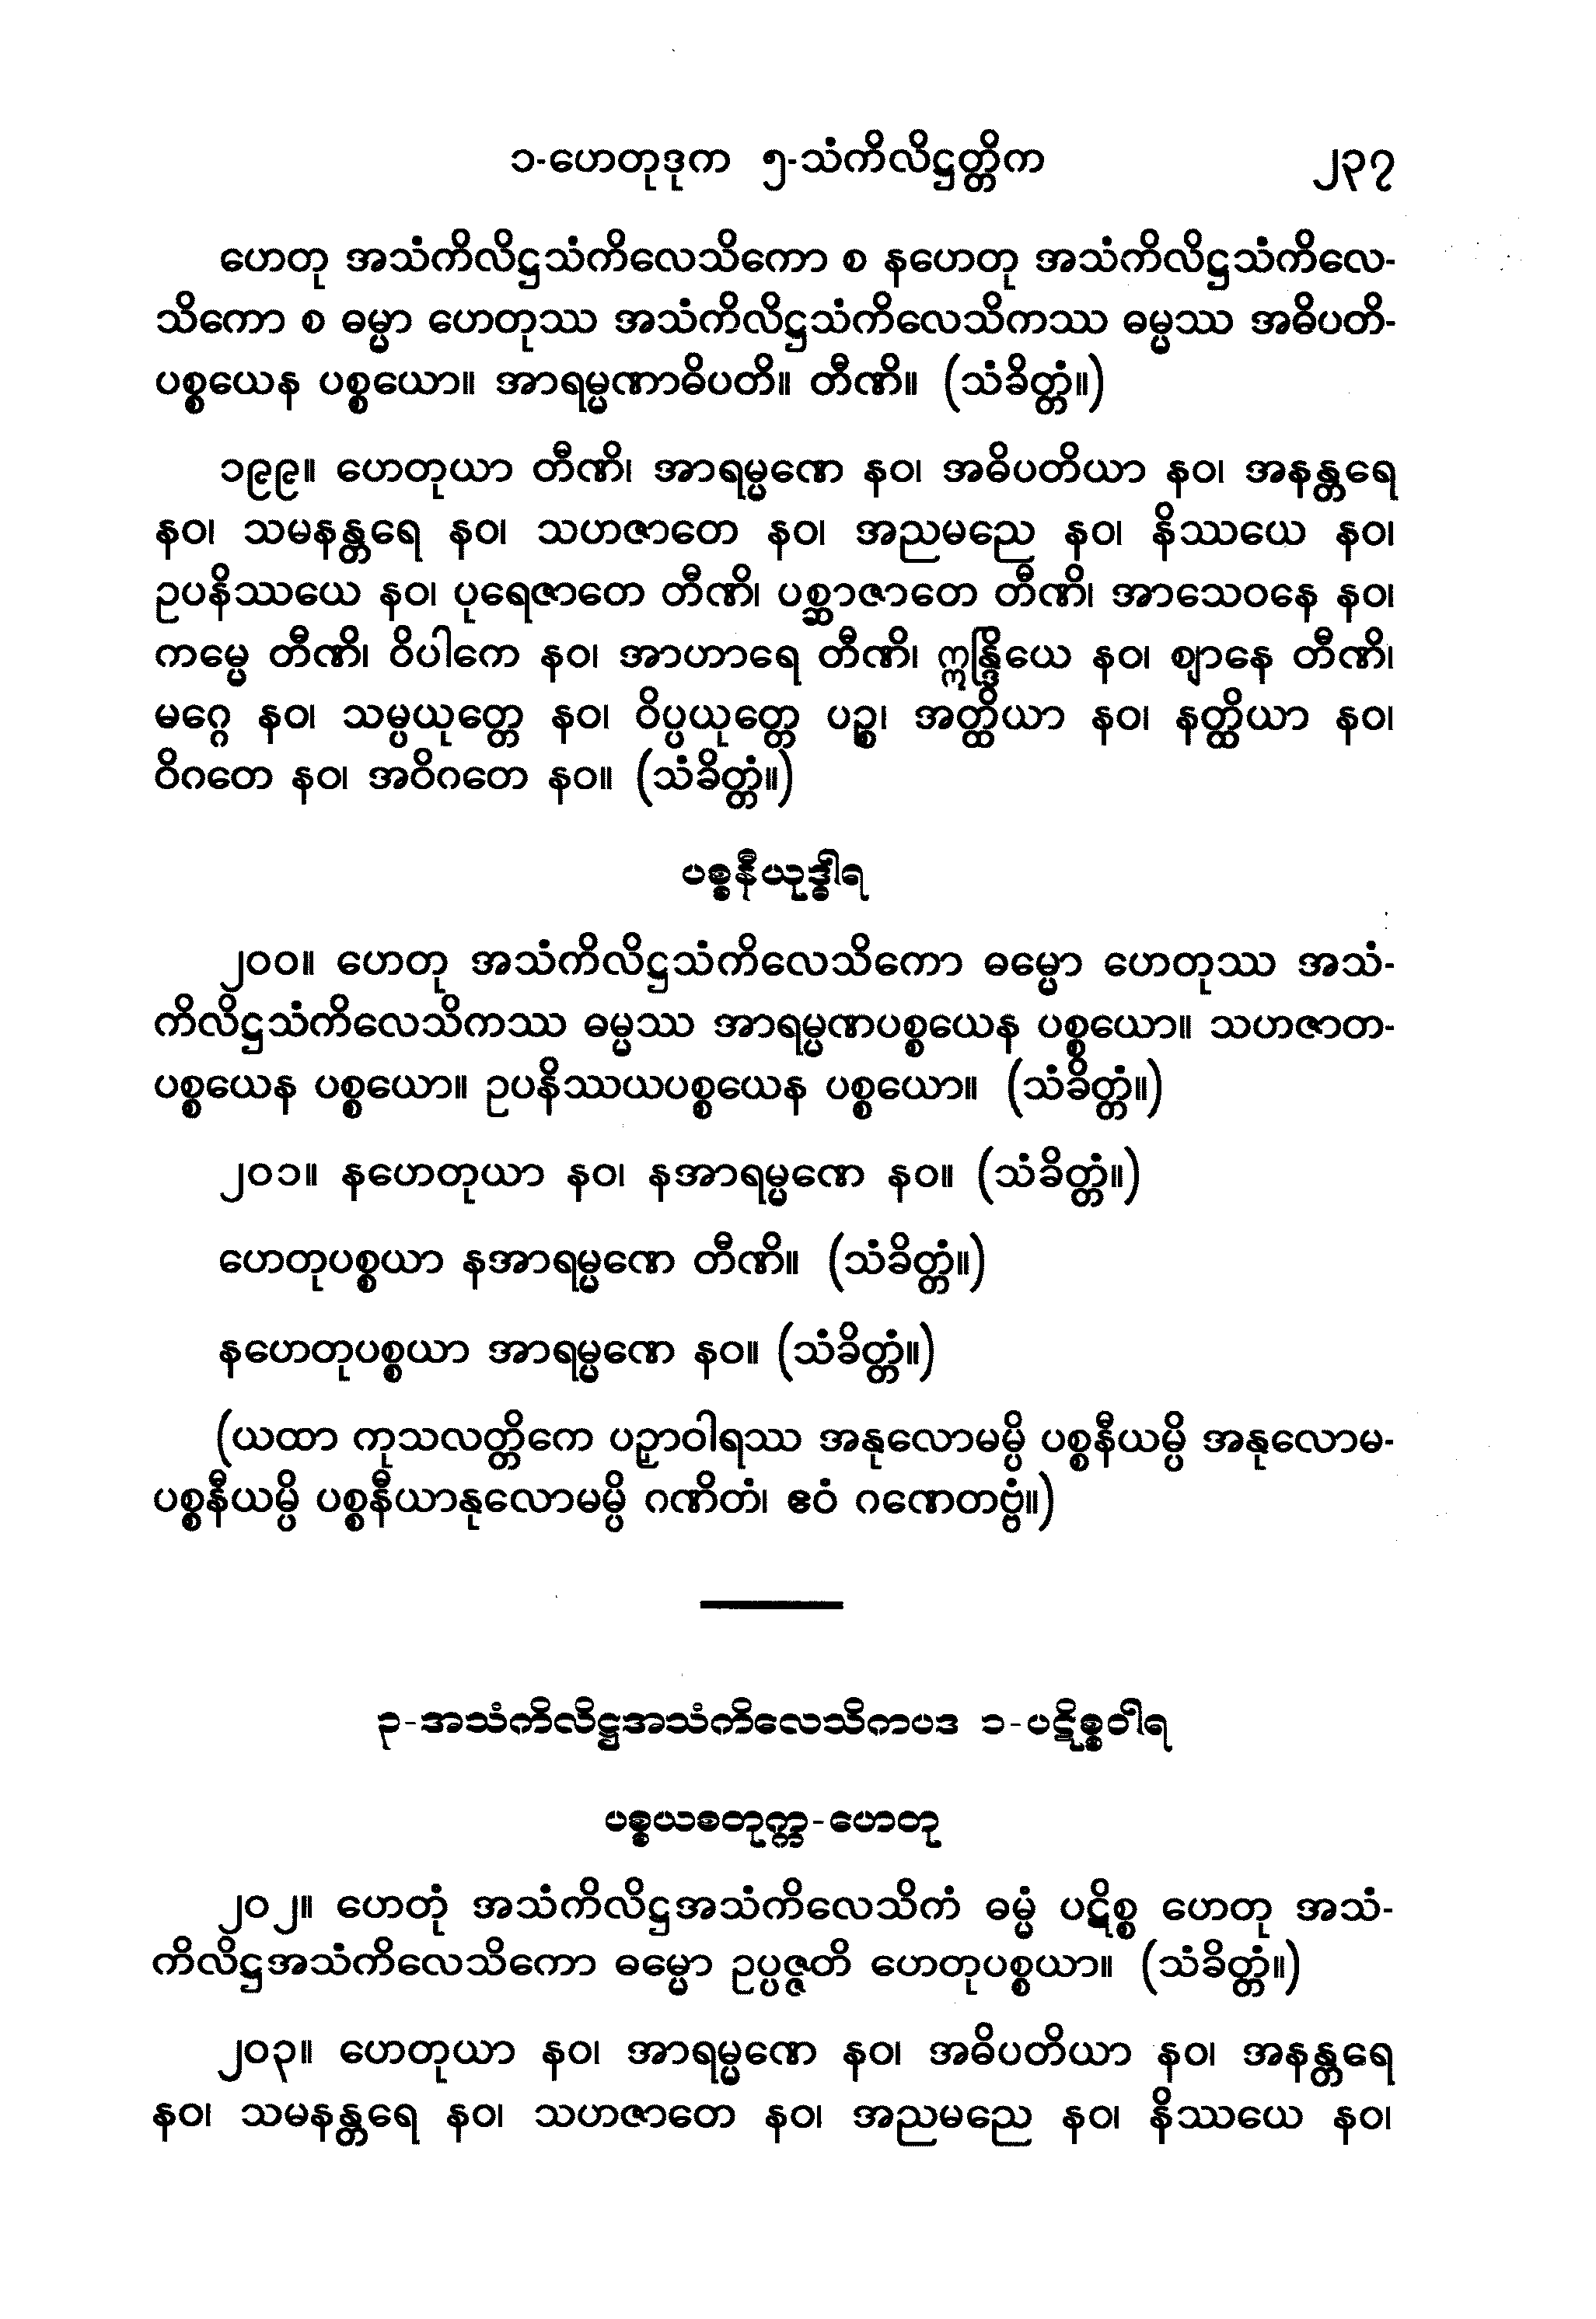 ၁-ဟေတုဒုက ၅-သံကိလိဋ္ဌတ္တိက ၂၃၇
ဟေတု အသံကိလိဋ္ဌသံကိလေသိကော စ နဟေတု အသံကိလိဋ္ဌသံကိလေ-
သိကော စ ဓမ္မာ ဟေတုဿ အသံကိလိဋ္ဌသံကိလေသိကဿ ဓမ္မဿ အဓိပတိ-
ပစ္စယေန ပစ္စယော။ အာရမ္မဏာဓိပတိ။ တီဏိ။ (သံခိတ္တံ။)
၁၉၉။ ဟေတုယာ တီဏိ၊ အာရမ္မဏေ နဝ၊ အဓိပတိယာ နဝ၊ အနန္တရေ
နဝ၊ သမနန္တရေ နဝ၊ သဟဇာတေ နဝ၊ အညမညေ နဝ၊ နိဿယေ နဝ၊
ဥပနိဿယေ နဝ၊ ပုရေဇာတေ တီဏိ၊ ပစ္ဆာဇာတေ တီဏိ၊ အာသေဝနေ နဝ၊
ကမ္မေ တီဏိ၊ ဝိပါကေ နဝ၊ အာဟာရေ တီဏိ၊ ဣန္ဒြိယေ နဝ၊ ဈာနေ တီဏိ၊
မဂ္ဂေ နဝ၊ သမ္ပယုတ္တေ နဝ၊ ဝိပ္ပယုတ္တေ ပဉ္စ၊ အတ္ထိယာ နဝ၊ နတ္ထိယာ နဝ၊
ဝိဂတေ နဝ၊ အဝိဂတေ နဝ။ (သံခိတ္တံ။)
ပစ္စနီယုဒ္ဓါရ
၂၀၀။ ဟေတု အသံကိလိဋ္ဌသံကိလေသိကော ဓမ္မော ဟေတုဿ အသံ-
ကိလိဋ္ဌသံကိလေသိကဿ ဓမ္မဿ အာရမ္မဏပစ္စယေန ပစ္စယော။ သဟဇာတ-
ပစ္စယေန ပစ္စယော။ ဥပနိဿယပစ္စယေန ပစ္စယော။ (သံခိတ္တံ။)
၂၀၁။ နဟေတုယာ နဝ၊ နအာရမ္မဏေ နဝ။ (သံခိတ္တံ။)
ဟေတုပစ္စယာ နအာရမ္မဏေ တီဏိ။ (သံခိတ္တံ။)
နဟေတုပစ္စယာ အာရမ္မဏေ နဝ။ (သံခိတ္တံ။)
(ယထာ ကုသလတ္တိကေ ပဉှာဝါရဿ အနုလောမမ္ပိ ပစ္စနီယမ္ပိ အနုလောမ-
ပစ္စနီယမ္ပိ ပစ္စနီယာနုလောမမ္ပိ ဂဏိတံ၊ ဧဝံ ဂဏေတဗ္ဗံ။)
၃-အသံကိလိဋ္ဌအသံကိလေသိကပဒ ၁-ပဋိစ္စဝါရ
ပစ္စယစတုက္က-ဟေတု
၂၀၂။ ဟေတုံ အသံကိလိဋ္ဌအသံကိလေသိကံ ဓမ္မံ ပဋိစ္စ ဟေတု အသံ-
ကိလိဋ္ဌအသံကိလေသိကော ဓမ္မော ဥပ္ပဇ္ဇတိ ဟေတုပစ္စယာ။ (သံခိတ္တံ။)
၂၀၃။ ဟေတုယာ နဝ၊ အာရမ္မဏေ နဝ၊ အဓိပတိယာ နဝ၊ အနန္တရေ
နဝ၊ သမနန္တရေ နဝ၊ သဟဇာတေ နဝ၊ အညမညေ နဝ၊ နိဿယေ နဝ၊